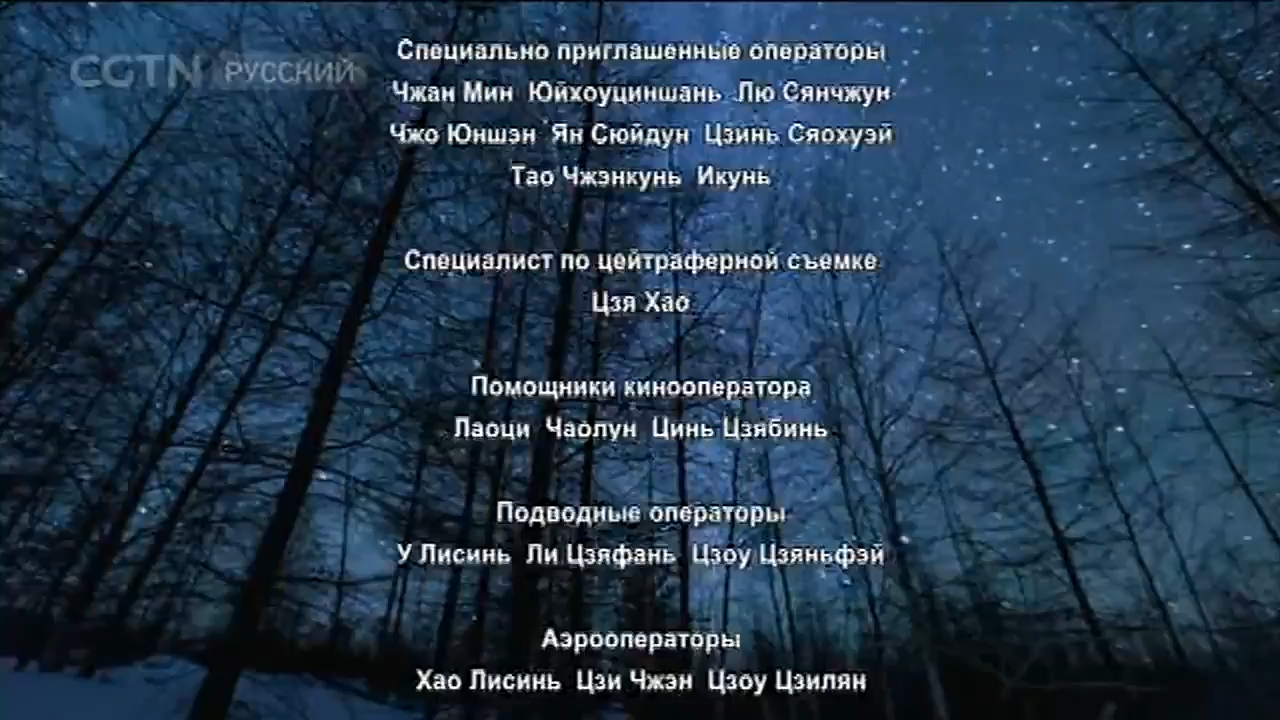 Специально приглашенные операторы
CGTN РУССКИЙ
Чжан Мин Юйхоуциншань Лю Сянчжун
Чжо Юншэн Ян Сюйдун Цзинь Сяохуэй
Тао Чжэнкунь Икунь
Специалист по цейтраферной съемке
Цзя Хао
Помощники кинооператора
Лаоци Чаолун Цинь Цзябинь
Подводные операторы
У Лисинь Ли Цзяфань Цзоу Цзяньфэй
Аэрооператоры
Хао Лисинь Цзи Чжэн Цзоу Цзилян